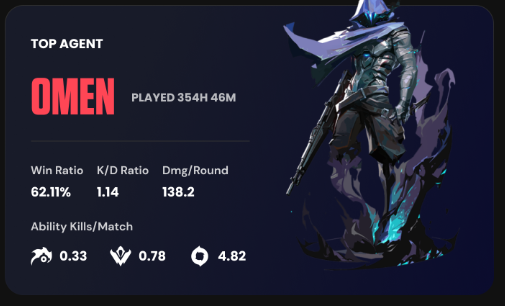 TOP AGENT
OMEN PLAYED 354H 46M
Win Ratio K/D Ratio Dmg/Round
62.11% 1.14 138.2
Ability Kills/Match
0.33 0.78 4.82